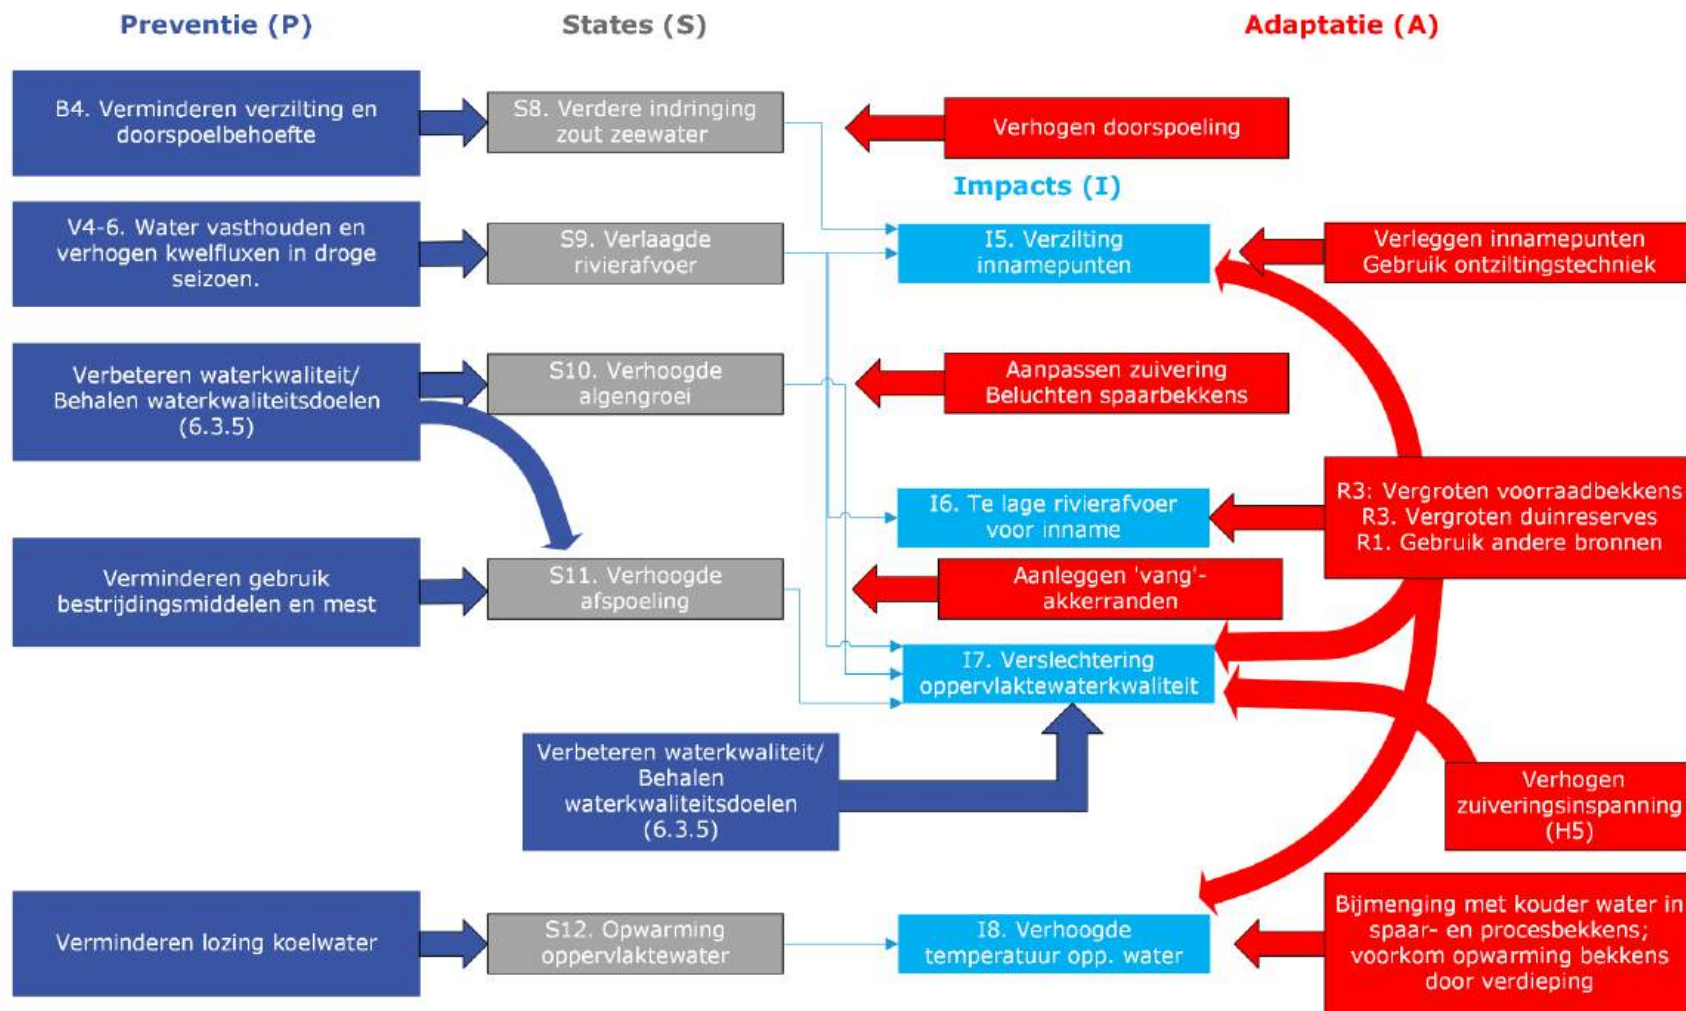 Preventie (P)
States (S)
Adaptatie (A)
B4. Verminderen verzilting en
doorspoelbehoefte
S8. Verdere indringing
zout zeewater
Verhogen doorspoeling
Impacts (I)
V4-6. Water vasthouden en
verhogen kwelfluxen in droge
seizoen.
S9. Verlaagde
rivierafvoer
I5. Verzilting
innamepunten
Verleggen innamepunten
Gebruik ontziltingstechniek
Verbeteren waterkwaliteit/
Behalen waterkwaliteitsdoelen
(6.3.5)
S10. Verhoogde
algengroei
Aanpassen zuivering
Beluchten spaarbekkens
I6. Te lage rivierafvoer
voor inname
R3: Vergroten voorraadbekkens
R3. Vergroten duinreserves
R1. Gebruik andere bronnen
Verminderen gebruik
bestrijdingsmiddelen en mest
S11. Verhoogde
afspoeling
Aanleggen 'vang'-
akkerranden
I7. Verslechtering
oppervlaktewaterkwaliteit
Verbeteren waterkwaliteit/
Behalen
waterkwaliteitsdoelen
(6.3.5)
Verhogen
zuiveringsinspanning
(H5)
Verminderen lozing koelwater
S12. Opwarming
oppervlaktewater
I8. Verhoogde
temperatuur opp. water
Bijmenging met kouder water in
spaar- en procesbekkens;
voorkom opwarming bekkens
door verdieping